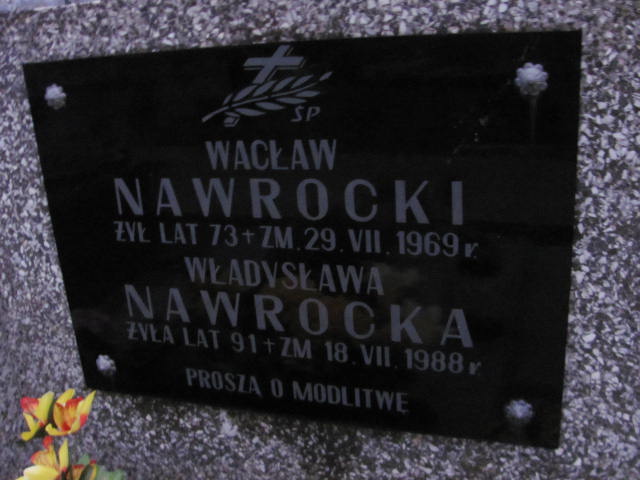 ŚP
WACŁAW
NAWROCKI
ŻYŁ LAT 73 + ZM. 29. VII. 1969 r.
WŁADYSŁAWA
NAWROCKA
ŻYŁA LAT 91 + ZM 18. VII. 1988 r.
PROSZĄ O MODLITWĘ